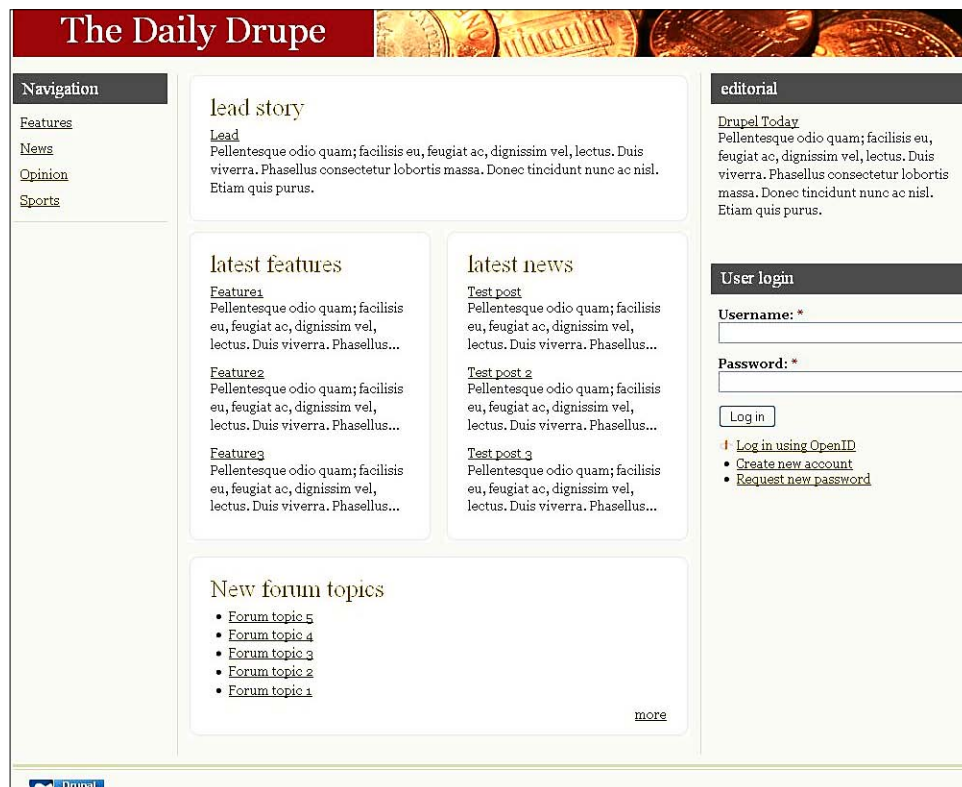 The Daily Drupe
Navigation
Features
News
Opinion
Sports
lead story
Lead
Pellentesque odio quam; facilisis eu, feugiat ac, dignissim vel, lectus. Duis
viverra. Phasellus consectetur lobortis massa. Donec tincidunt nunc ac nisl.
Etiam quis purus.
latest features
Feature1
Pellentesque odio quam; facilisis
eu, feugiat ac, dignissim vel,
lectus. Duis viverra. Phasellus...
Feature2
Pellentesque odio quam; facilisis
eu, feugiat ac, dignissim vel,
lectus. Duis viverra. Phasellus...
Feature3
Pellentesque odio quam; facilisis
eu, feugiat ac, dignissim vel,
lectus. Duis viverra. Phasellus...
latest news
Test post
Pellentesque odio quam; facilisis
eu, feugiat ac, dignissim vel,
lectus. Duis viverra. Phasellus...
Test post 2
Pellentesque odio quam; facilisis
eu, feugiat ac, dignissim vel,
lectus. Duis viverra. Phasellus...
Test post 3
Pellentesque odio quam; facilisis
eu, feugiat ac, dignissim vel,
lectus. Duis viverra. Phasellus...
New forum topics
• Forum topic 5
• Forum topic 4
• Forum topic 3
• Forum topic 2
• Forum topic 1
more
editorial
Drupel Today
Pellentesque odio quam; facilisis eu,
feugiat ac, dignissim vel, lectus. Duis
viverra. Phasellus consectetur lobortis
massa. Donec tincidunt nunc ac nisl.
Etiam quis purus.
User login
Username: *
Password: *
Log in
Log in using OpenID
• Create new account
• Request new password
Drupal